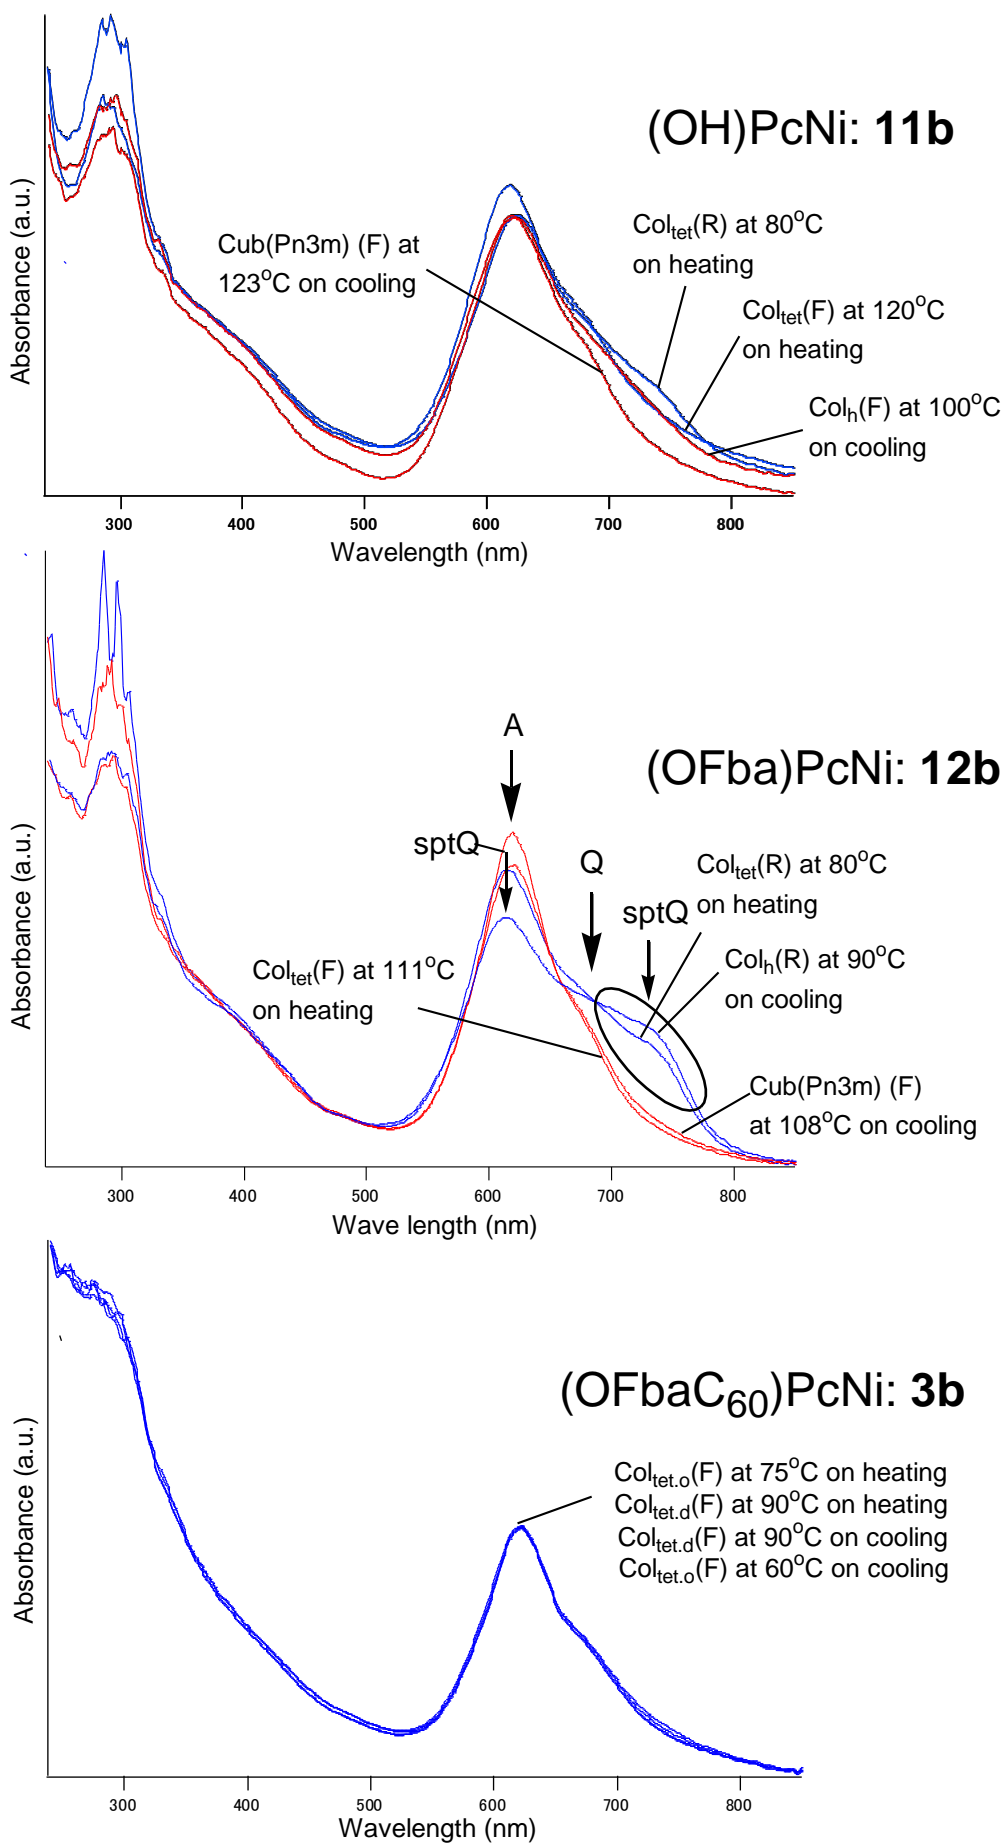 (OH)PcNi: 11b
Absorbance (a.u.)
Cub(Pn3m) (F) at
123°C on cooling
Col_tet(R) at 80°C
on heating
Col_tet(F) at 120°C
on heating
Col_h(F) at 100°C
on cooling
300 400 500 600 700 800
Wavelength (nm)
(OFba)PcNi: 12b
Absorbance (a.u.)
A
sptQ
Q
sptQ
Col_tet(R) at 80°C
on heating
Col_h(R) at 90°C
on cooling
Col_tet(F) at 111°C
on heating
Cub(Pn3m) (F)
at 108°C on cooling
300 400 500 600 700 800
Wave length (nm)
(OFbaC60)PcNi: 3b
Absorbance (a.u.)
Col_tet.o(F) at 75°C on heating
Col_tet.d(F) at 90°C on heating
Col_tet.d(F) at 90°C on cooling
Col_tet.o(F) at 60°C on cooling
300 400 500 600 700 800
Wavelength (nm)